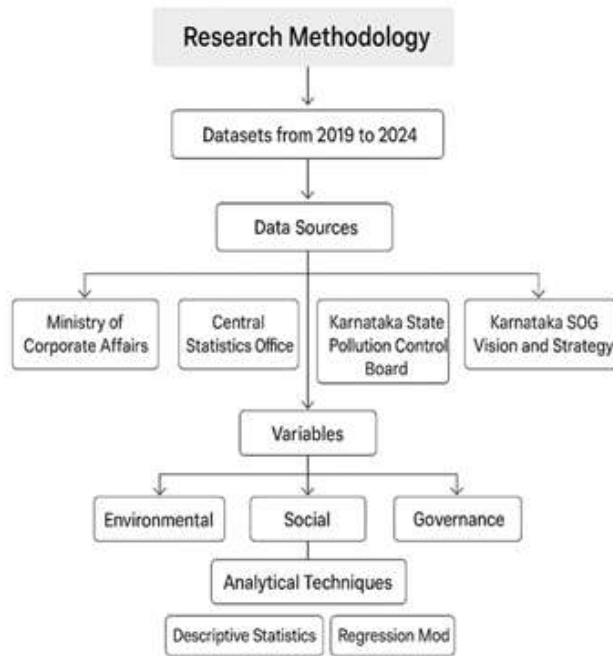 Research Methodology
Datasets from 2019 to 2024
Data Sources
Ministry of
Corporate Affairs
Central
Statistics Office
Karnataka State
Pollution Control
Board
Karnataka SOG
Vision and Strategy
Variables
Environmental
Social
Governance
Analytical Techniques
Descriptive Statistics
Regression Mod